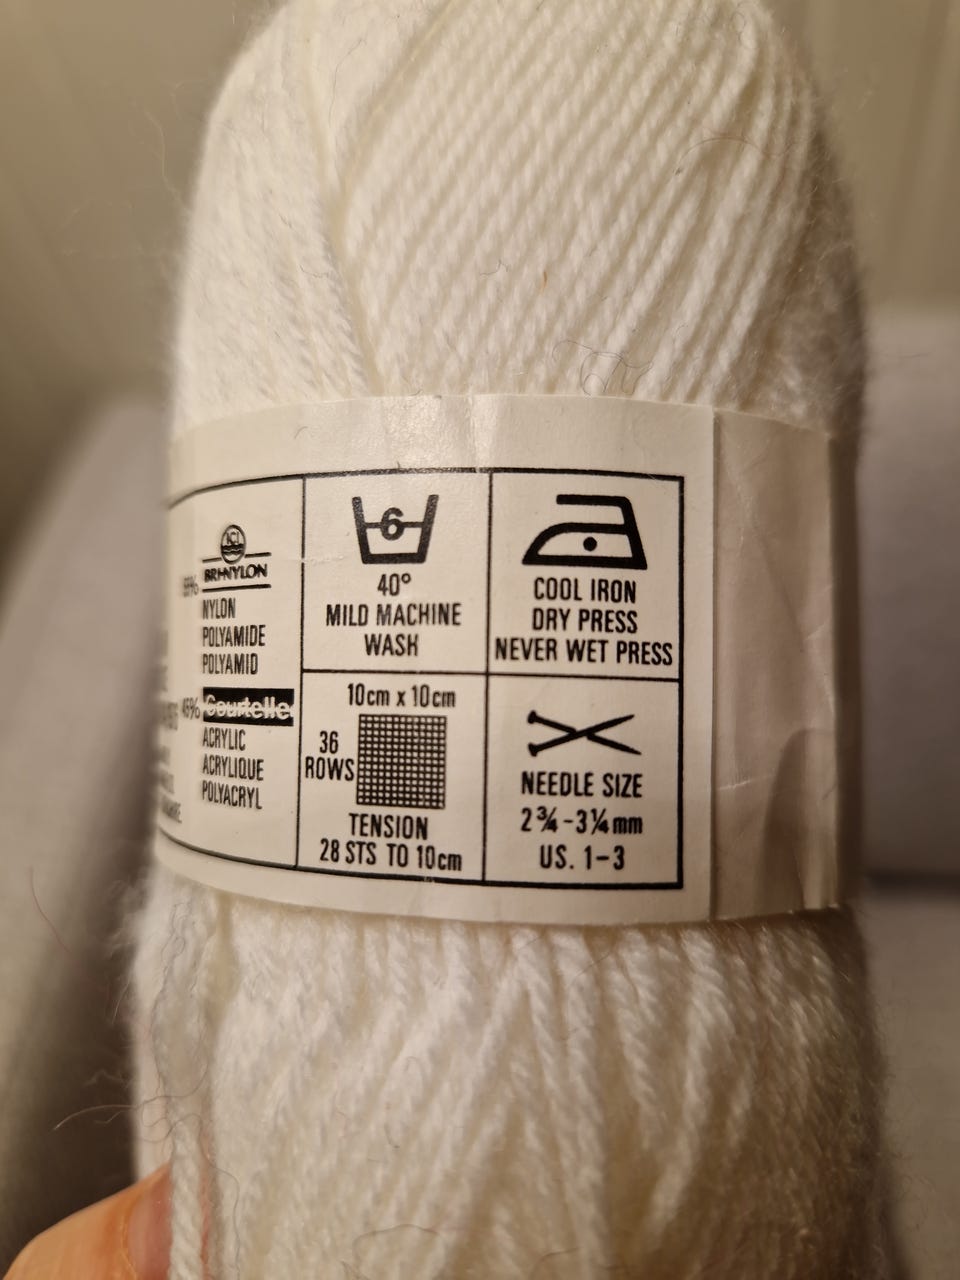 ICI
BRI-NYLON
NYLON
POLYAMIDE
POLYAMID
45% Courtelle
ACRYLIC
ACRYLIQUE
POLYACRYL
6
40°
MILD MACHINE
WASH
COOL IRON
DRY PRESS
NEVER WET PRESS
10cm x 10cm
36
ROWS
TENSION
28 STS TO 10cm
NEEDLE SIZE
2¾-3¼mm
US. 1-3